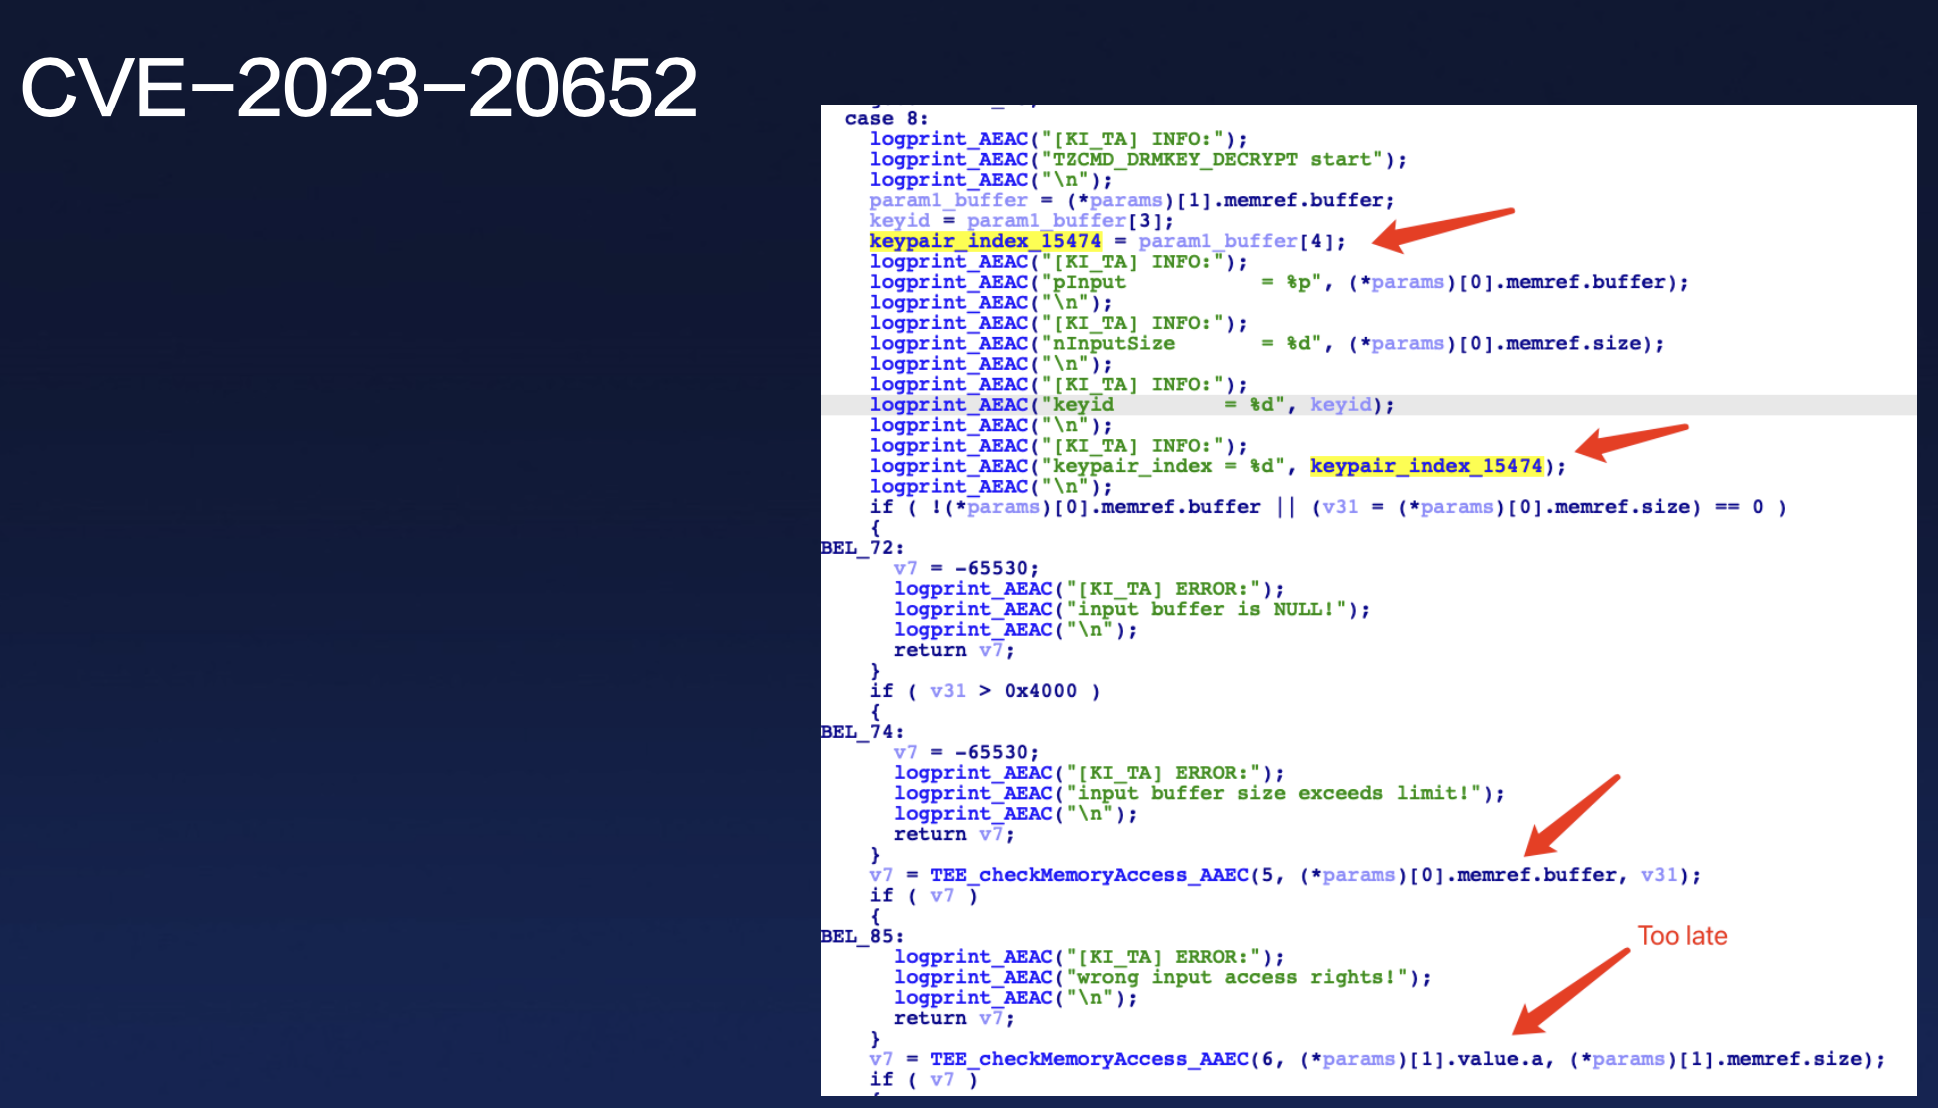 CVE-2023-20652
case 8:
logprint_AEAC("[KI_TA] INFO:");
logprint_AEAC("TZCMD_DRMKEY_DECRYPT start");
logprint_AEAC("\n");
param1_buffer = (*params)[1].memref.buffer;
keyid = param1_buffer[3];
keypair_index_15474 = param1_buffer[4];
logprint_AEAC("[KI_TA] INFO:");
logprint_AEAC("pInput           = %p", (*params)[0].memref.buffer);
logprint_AEAC("\n");
logprint_AEAC("[KI_TA] INFO:");
logprint_AEAC("nInputSize       = %d", (*params)[0].memref.size);
logprint_AEAC("\n");
logprint_AEAC("[KI_TA] INFO:");
logprint_AEAC("keyid         = %d", keyid);
logprint_AEAC("\n");
logprint_AEAC("[KI_TA] INFO:");
logprint_AEAC("keypair_index = %d", keypair_index_15474);
logprint_AEAC("\n");
if ( !(*params)[0].memref.buffer || (v31 = (*params)[0].memref.size) == 0 )
{
BEL_72:
v7 = -65530;
logprint_AEAC("[KI_TA] ERROR:");
logprint_AEAC("input buffer is NULL!");
logprint_AEAC("\n");
return v7;
}
if ( v31 > 0x4000 )
{
BEL_74:
v7 = -65530;
logprint_AEAC("[KI_TA] ERROR:");
logprint_AEAC("input buffer size exceeds limit!");
logprint_AEAC("\n");
return v7;
}
v7 = TEE_checkMemoryAccess_AAEC(5, (*params)[0].memref.buffer, v31);
if ( v7 )
{
BEL_85:
Too late
logprint_AEAC("[KI_TA] ERROR:");
logprint_AEAC("wrong input access rights!");
logprint_AEAC("\n");
return v7;
}
v7 = TEE_checkMemoryAccess_AAEC(6, (*params)[1].value.a, (*params)[1].memref.size);
if ( v7 )